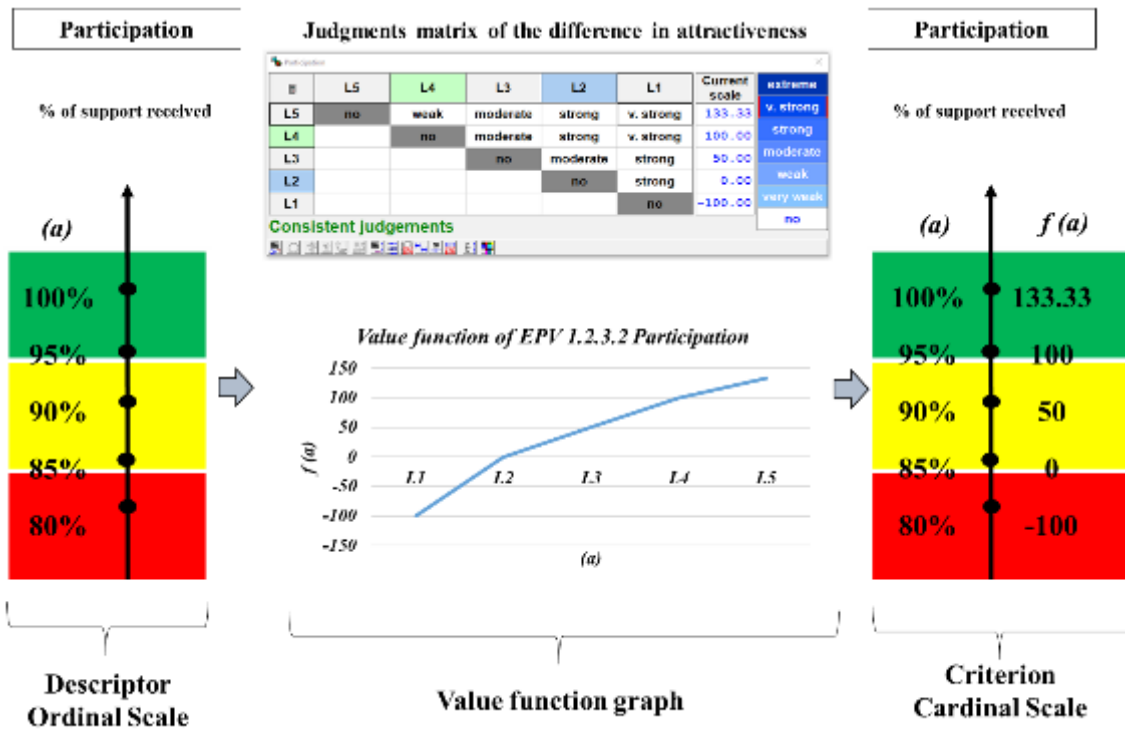 Participation
% of support received
(a)
100%
95%
90%
85%
80%
Descriptor
Ordinal Scale
Judgments matrix of the difference in attractiveness
Participation
L5 L4 L3 L2 L1 Current scale
L5 no weak moderate strong v. strong 133.33
L4 no moderate strong v. strong 100.00
L3 no moderate strong 50.00
L2 no strong 0.00
L1 no -100.00
extreme
v. strong
strong
moderate
weak
very weak
no
Consistent judgements
Value function of EPV 1.2.3.2 Participation
150
100
50
0
-50
-100
-150
f (a)
L1 L2 L3 L4 L5
(a)
Value function graph
Participation
% of support received
(a) f (a)
100% 133.33
95% 100
90% 50
85% 0
80% -100
Criterion
Cardinal Scale